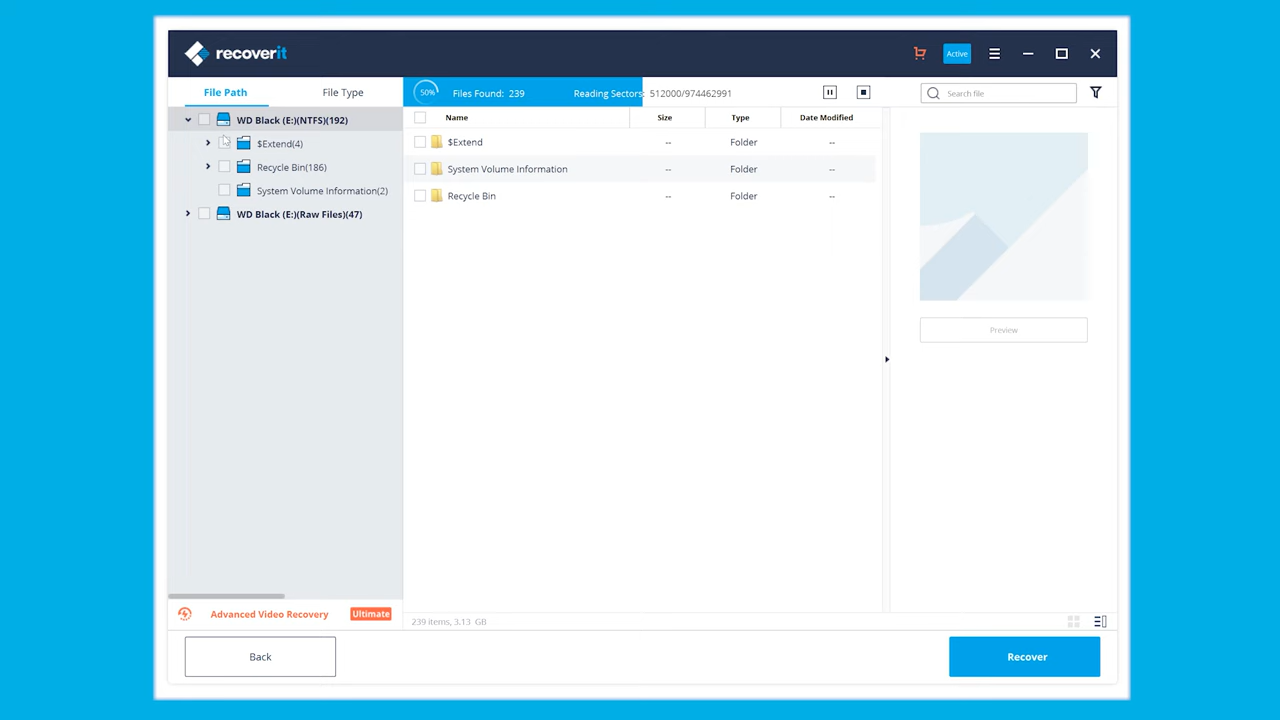 recoverit
Active
File Path
File Type
50%
Files Found: 239
Reading Sectors: 512000/974462991
Search file
WD Black (E:)(NTFS)(192)
$Extend(4)
Recycle Bin(186)
System Volume Information(2)
WD Black (E:)(Raw Files)(47)
Name Size Type Date Modified
$Extend -- Folder --
System Volume Information -- Folder --
Recycle Bin -- Folder --
Preview
Advanced Video Recovery Ultimate
239 items, 3.13 GB
Back
Recover